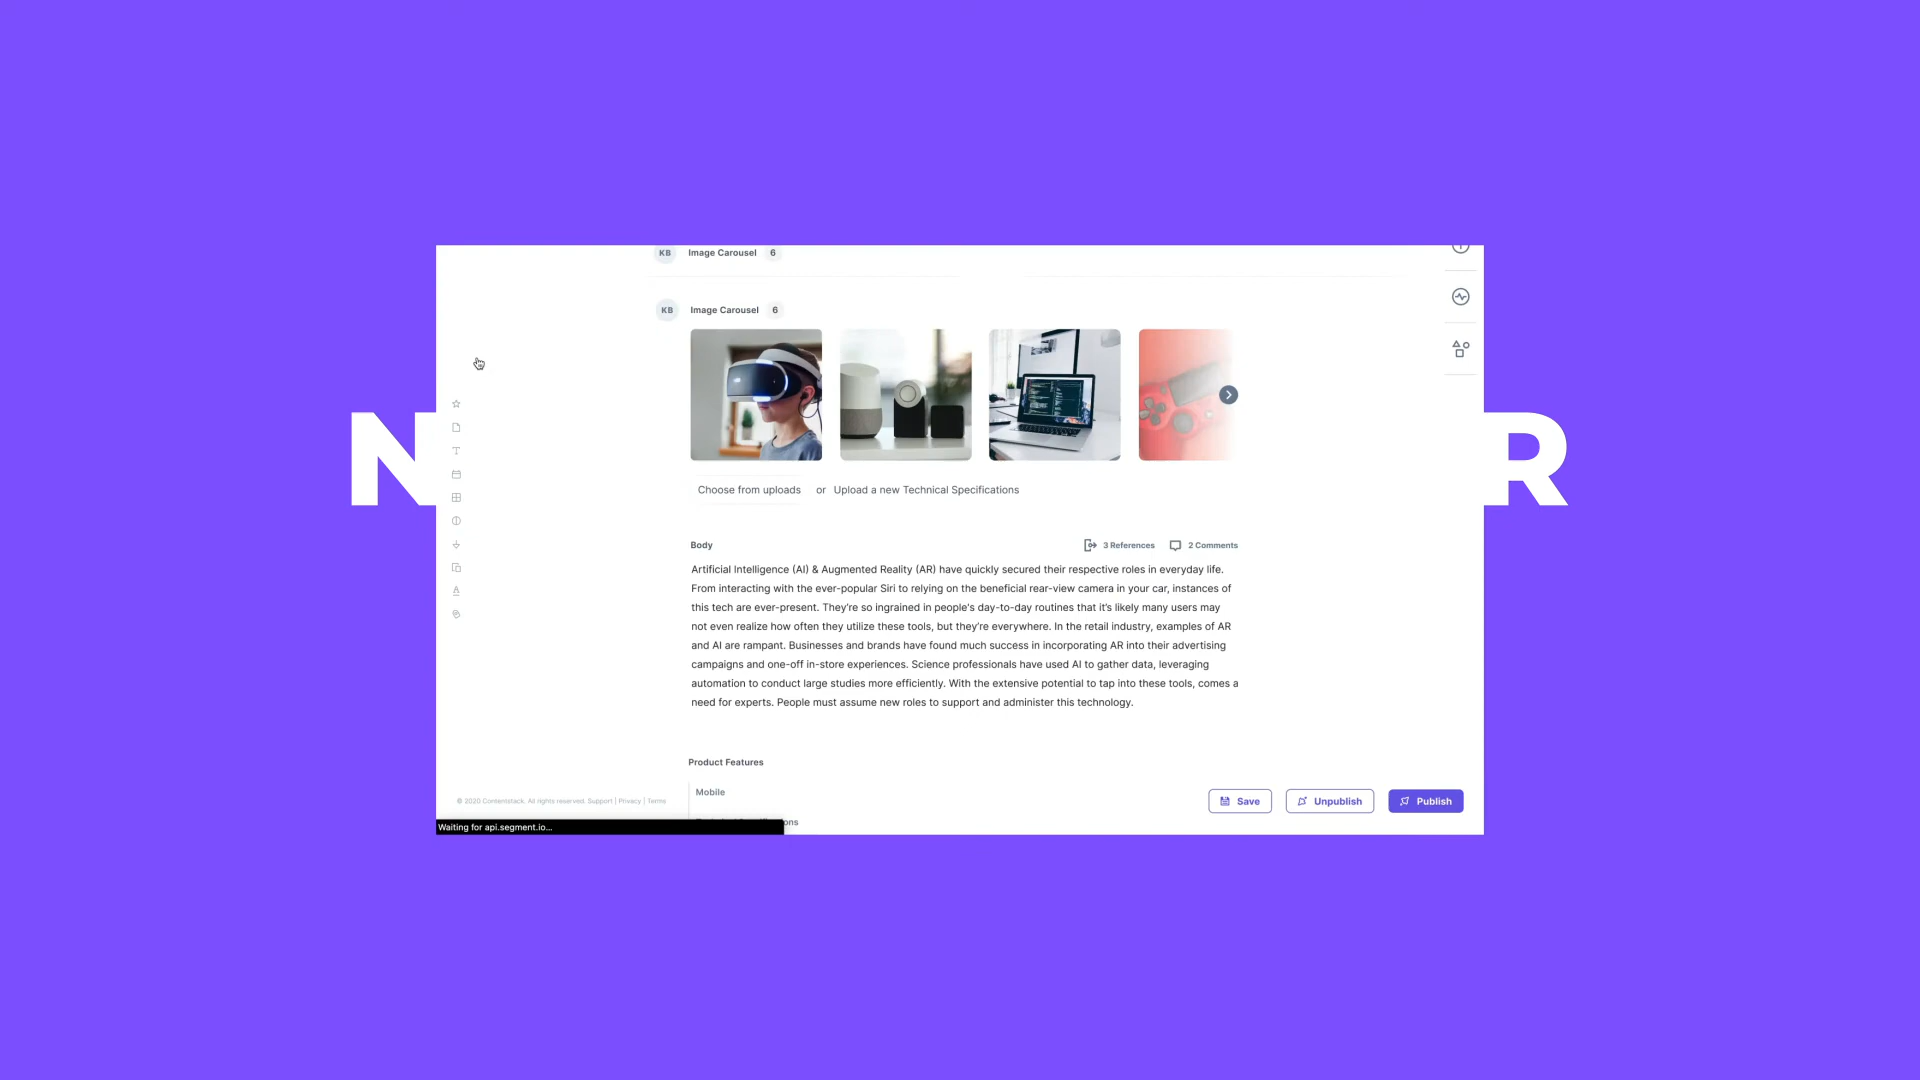 KB Image Carousel 6
KB Image Carousel 6
Choose from uploads or Upload a new Technical Specifications
Body 3 References 2 Comments
Artificial Intelligence (AI) & Augmented Reality (AR) have quickly secured their respective roles in everyday life.
From interacting with the ever-popular Siri to relying on the beneficial rear-view camera in your car, instances of
this tech are ever-present. They're so ingrained in people's day-to-day routines that it's likely many users may
not even realize how often they utilize these tools, but they're everywhere. In the retail industry, examples of AR
and AI are rampant. Businesses and brands have found much success in incorporating AR into their advertising
campaigns and one-off in-store experiences. Science professionals have used AI to gather data, leveraging
automation to conduct large studies more efficiently. With the extensive potential to tap into these tools, comes a
need for experts. People must assume new roles to support and administer this technology.
Product Features
Mobile
© 2020 Contentstack. All rights reserved. Support | Privacy | Terms
Save Unpublish Publish
Waiting for api.segment.io...
N R